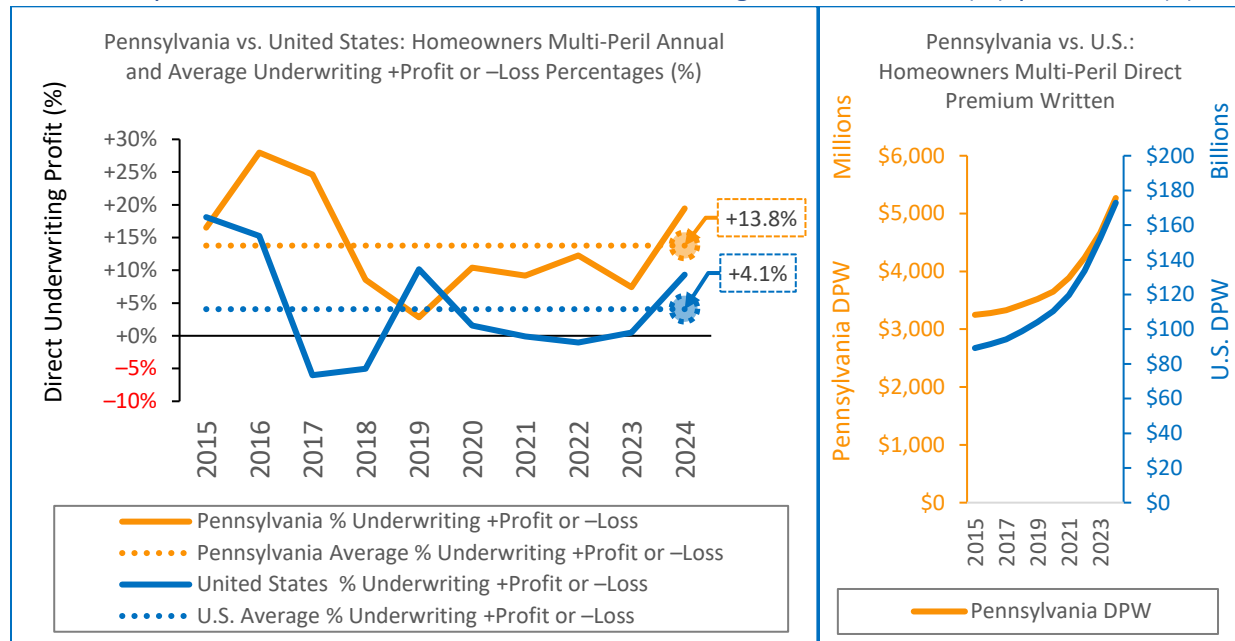 Pennsylvania vs. United States: Homeowners Multi-Peril Annual
and Average Underwriting +Profit or –Loss Percentages (%)
Direct Underwriting Profit (%)
+30%
+25%
+20%
+15%
+10%
+5%
+0%
–5%
–10%
+13.8%
+4.1%
2015
2016
2017
2018
2019
2020
2021
2022
2023
2024
Pennsylvania % Underwriting +Profit or –Loss
Pennsylvania Average % Underwriting +Profit or –Loss
United States  % Underwriting +Profit or –Loss
U.S. Average % Underwriting +Profit or –Loss
Pennsylvania vs. U.S.:
Homeowners Multi-Peril Direct
Premium Written
Pennsylvania DPW
Millions
$6,000
$5,000
$4,000
$3,000
$2,000
$1,000
$0
$200
$180
$160
$140
$120
$100
$80
$60
$40
$20
$0
Billions
U.S. DPW
2015
2017
2019
2021
2023
Pennsylvania DPW